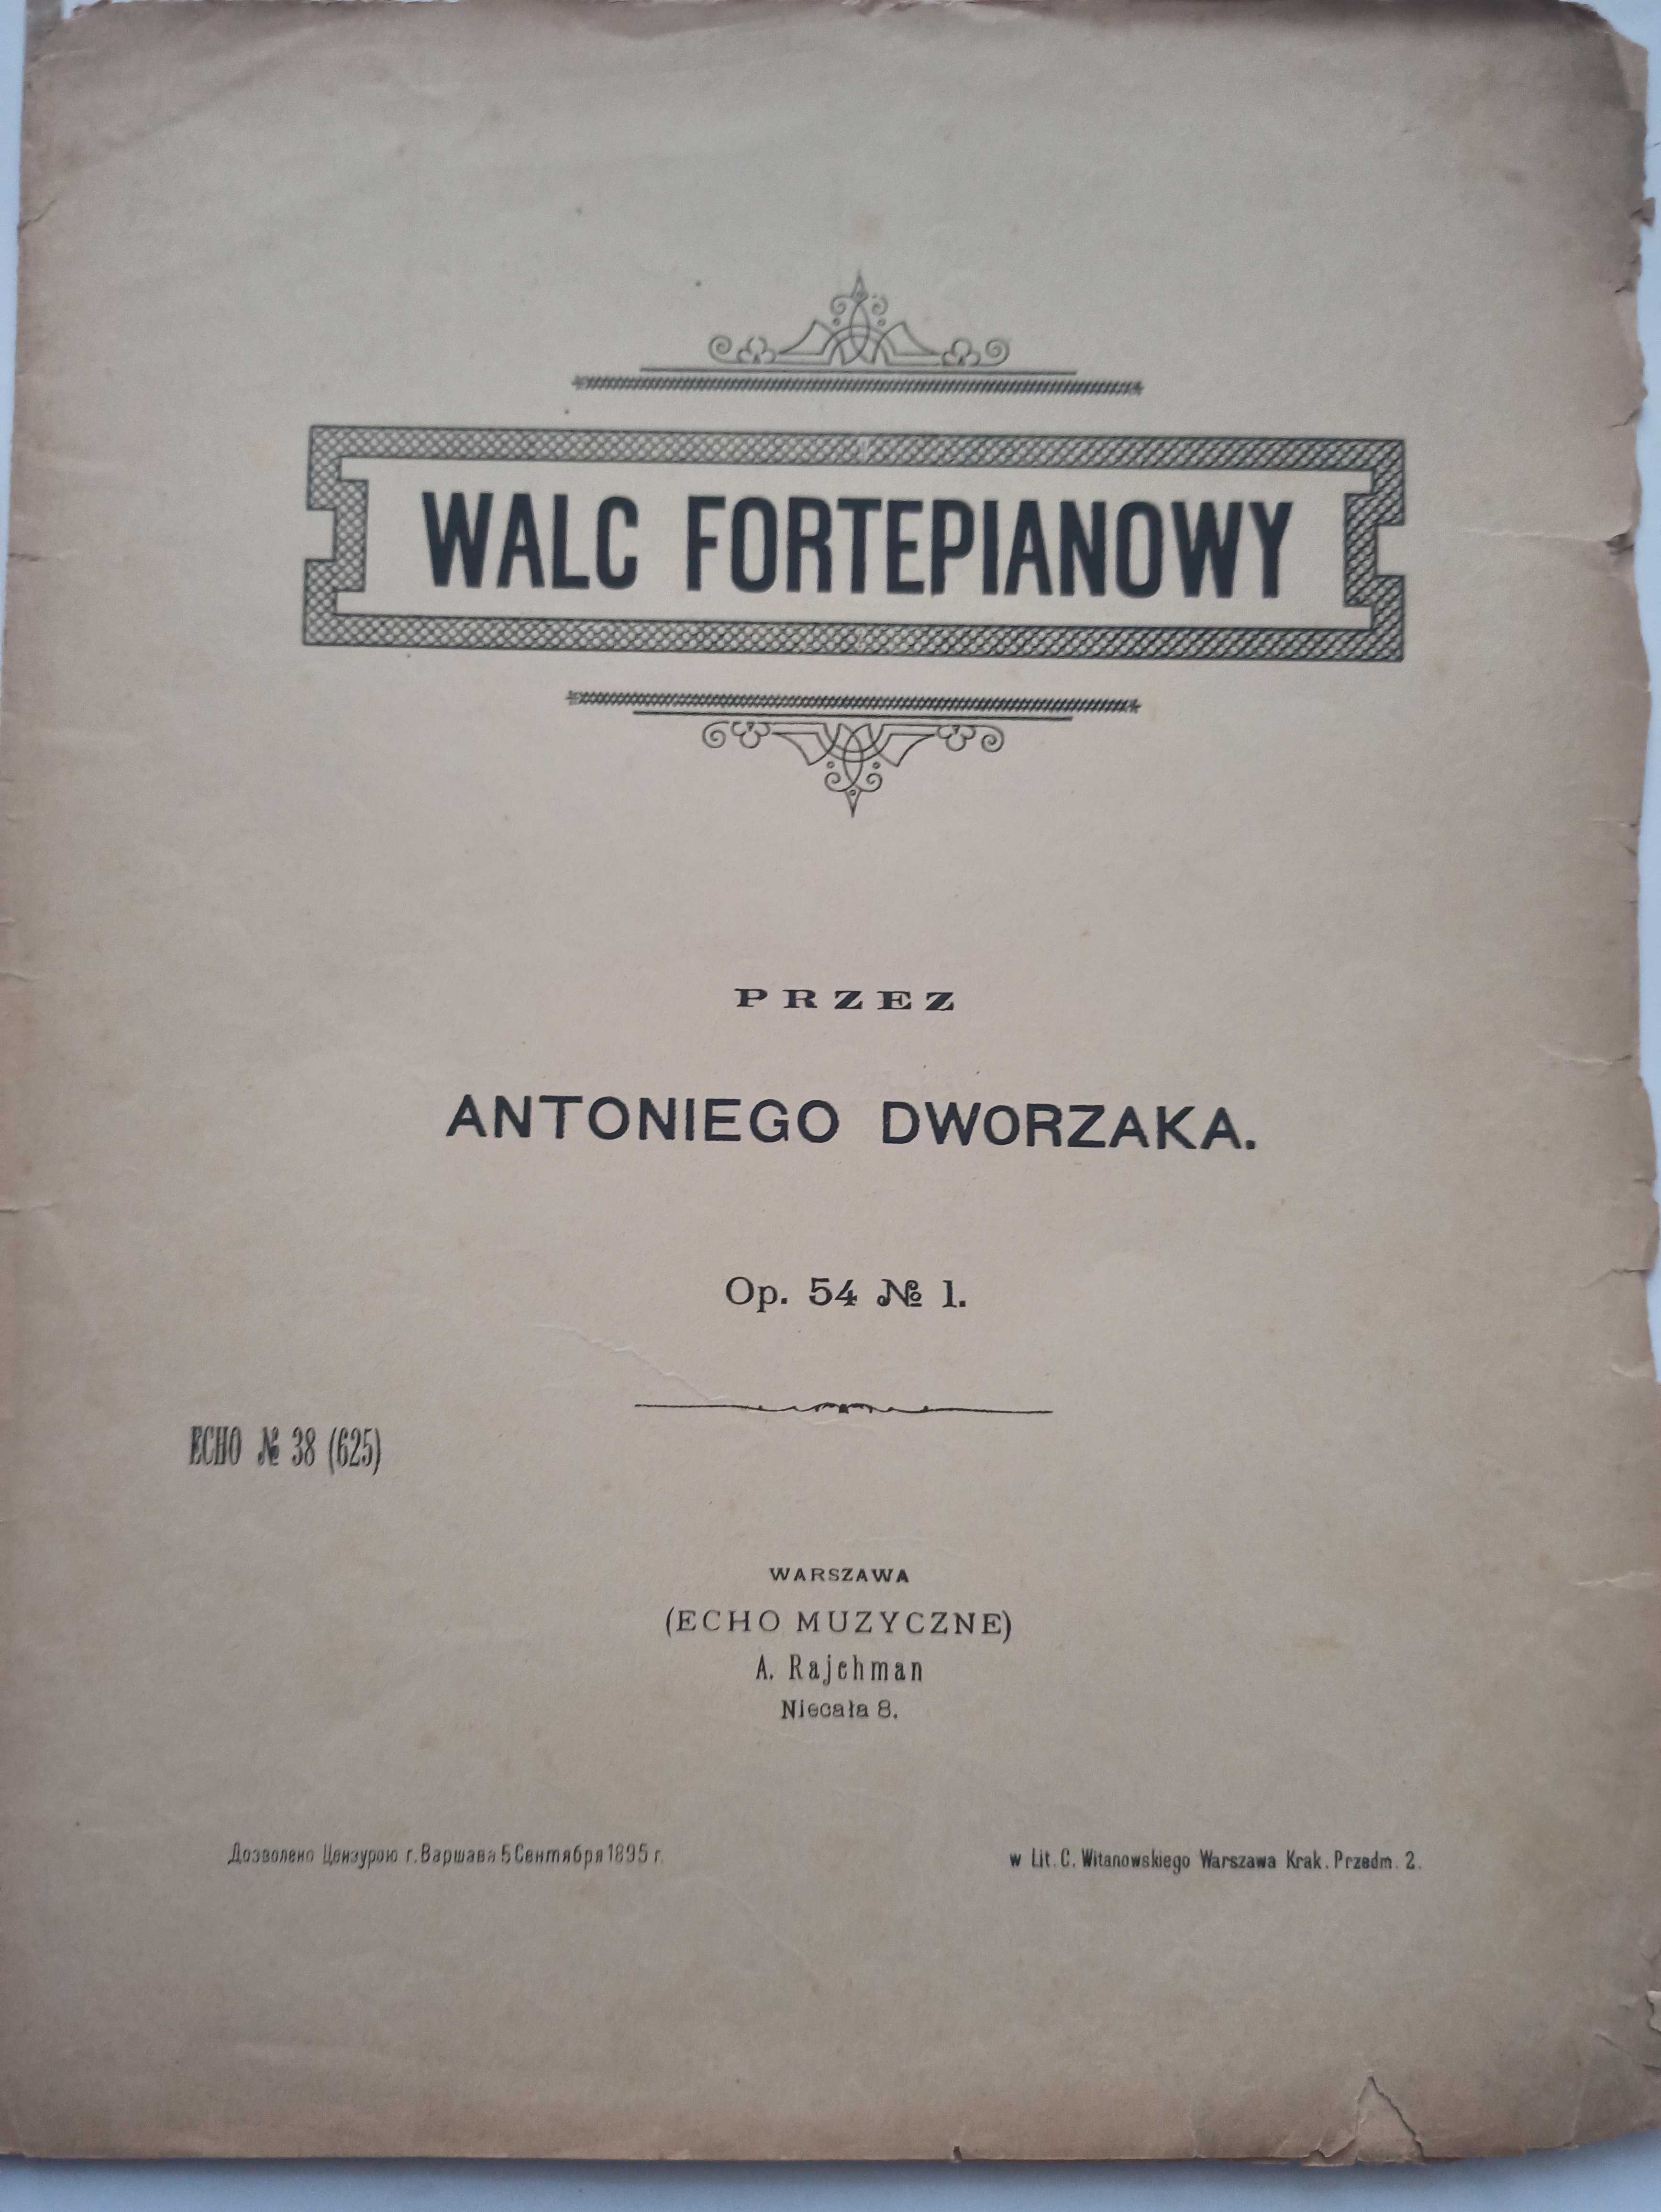 WALC FORTEPIANOWY
PRZEZ
ANTONIEGO DWORZAKA.
Op. 54 № 1.
ECHO № 38 (625)
WARSZAWA
(ECHO MUZYCZNE)
A. Rajchman
Niecała 8.
Дозволено Цензурою г. Варшава 5 Сентября 1895 г.
w Lit. C. Witanowskiego Warszawa Krak. Przedm. 2.